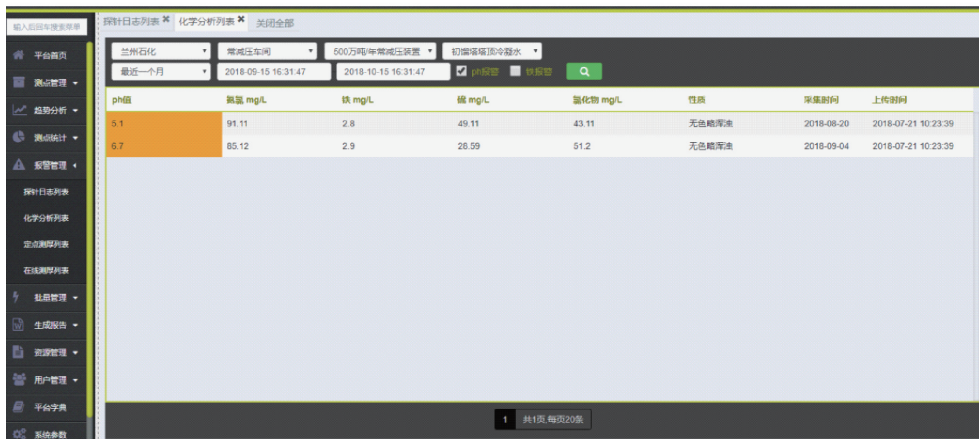 输入后回车搜索菜单
探针日志列表 ✖ 化学分析列表 ✖ 关闭全部
兰州石化 常减压车间 500万吨/年常减压装置 初馏塔塔顶冷凝水
最近一个月 2018-09-15 16:31:47 2018-10-15 16:31:47 ph报警 铁报警
平台首页
测点管理
趋势分析
测点统计
报警管理
探针日志列表
化学分析列表
定点测厚列表
在线测厚列表
批量管理
生成报告
资源管理
用户管理
平台字典
系统参数
ph值 氨氮 mg/L 铁 mg/L 硫 mg/L 氯化物 mg/L 性质 采集时间 上传时间
5.1 91.11 2.8 49.11 43.11 无色略浑浊 2018-08-20 2018-07-21 10:23:39
6.7 85.12 2.9 28.59 51.2 无色略浑浊 2018-09-04 2018-07-21 10:23:39
1 共1页,每页20条